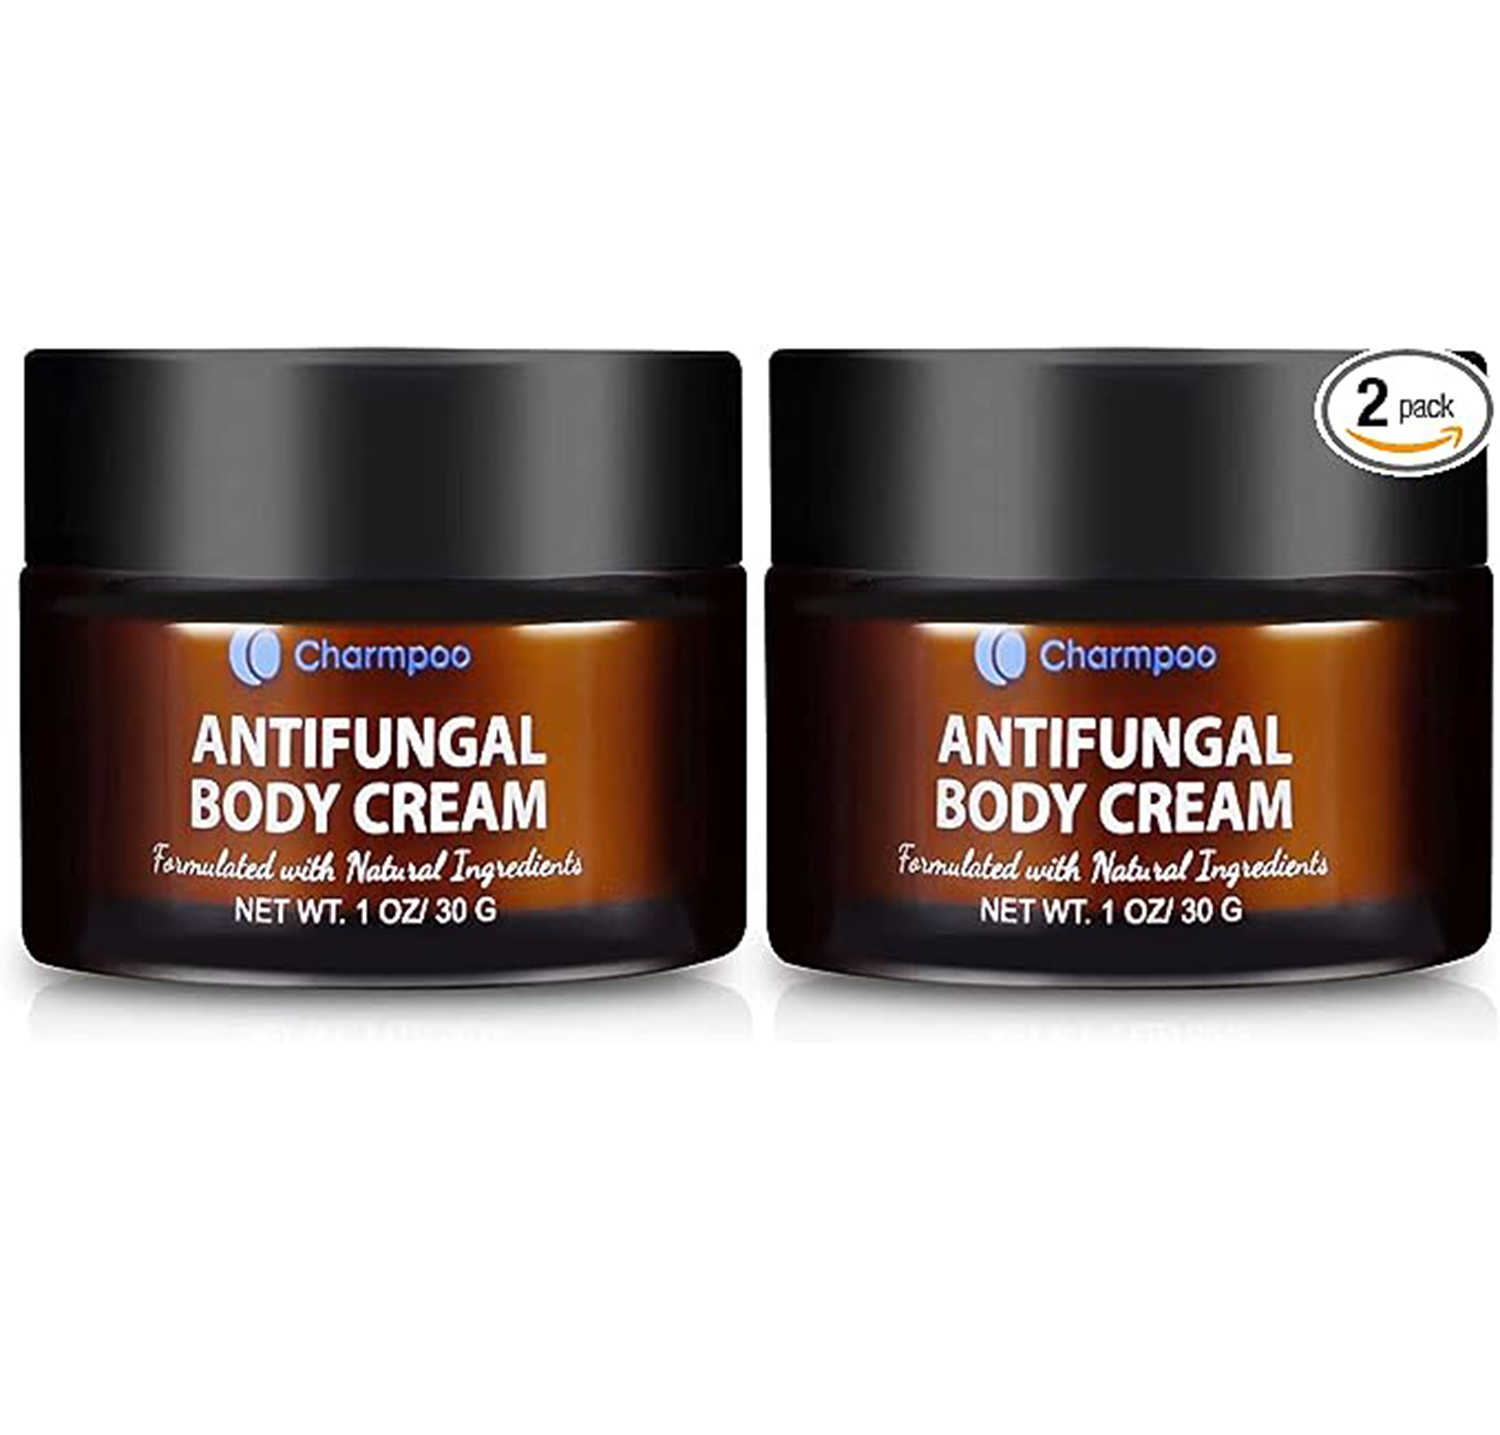 Charmpoo
ANTIFUNGAL
BODY CREAM
Formulated with Natural Ingredients
NET WT. 1 OZ/ 30 G
2 pack
Charmpoo
ANTIFUNGAL
BODY CREAM
Formulated with Natural Ingredients
NET WT. 1 OZ/ 30 G